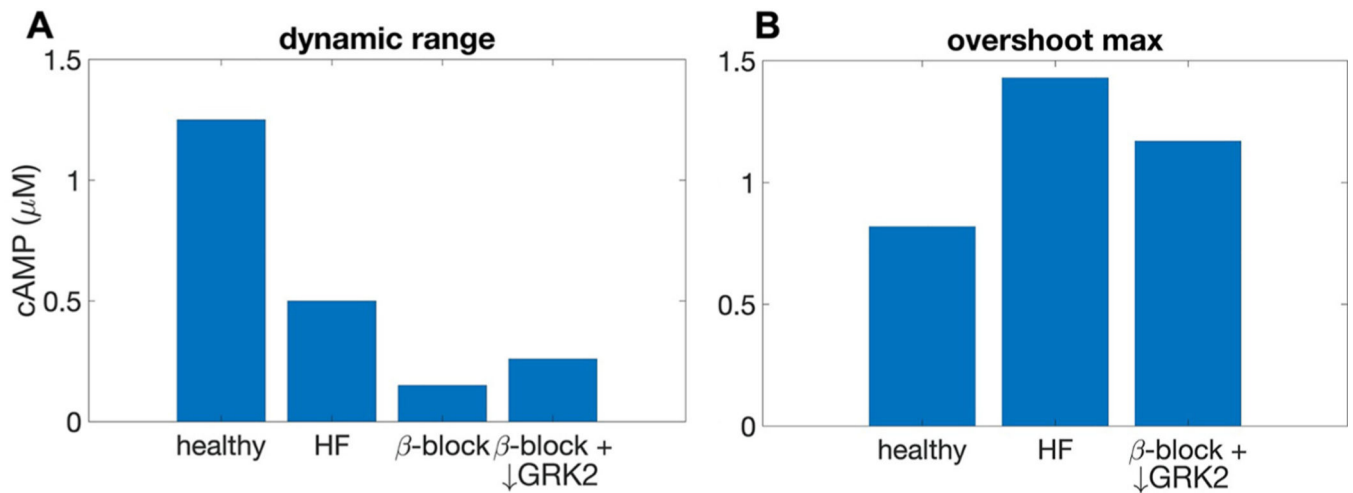 A
dynamic range
1.5
1
0.5
0
cAMP (μM)
healthy
HF
β-block
β-block +
↓GRK2
B
overshoot max
1.5
1
0.5
0
healthy
HF
β-block +
↓GRK2